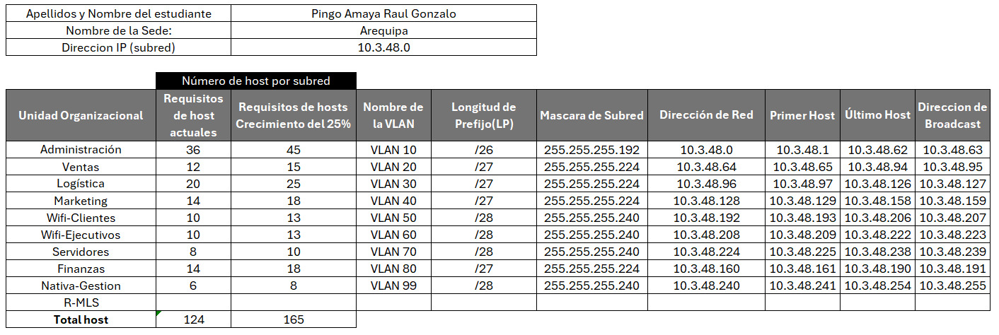 Apellidos y Nombre del estudiante Pingo Amaya Raul Gonzalo
Nombre de la Sede: Arequipa
Direccion IP (subred) 10.3.48.0
Número de host por subred
Unidad Organizacional Requisitos de host actuales Requisitos de hosts Crecimiento del 25% Nombre de la VLAN Longitud de Prefijo(LP) Mascara de Subred Dirección de Red Primer Host Último Host Direccion de Broadcast
Administración 36 45 VLAN 10 /26 255.255.255.192 10.3.48.0 10.3.48.1 10.3.48.62 10.3.48.63
Ventas 12 15 VLAN 20 /27 255.255.255.224 10.3.48.64 10.3.48.65 10.3.48.94 10.3.48.95
Logística 20 25 VLAN 30 /27 255.255.255.224 10.3.48.96 10.3.48.97 10.3.48.126 10.3.48.127
Marketing 14 18 VLAN 40 /27 255.255.255.224 10.3.48.128 10.3.48.129 10.3.48.158 10.3.48.159
Wifi-Clientes 10 13 VLAN 50 /28 255.255.255.240 10.3.48.192 10.3.48.193 10.3.48.206 10.3.48.207
Wifi-Ejecutivos 10 13 VLAN 60 /28 255.255.255.240 10.3.48.208 10.3.48.209 10.3.48.222 10.3.48.223
Servidores 8 10 VLAN 70 /28 255.255.255.240 10.3.48.224 10.3.48.225 10.3.48.238 10.3.48.239
Finanzas 14 18 VLAN 80 /27 255.255.255.224 10.3.48.160 10.3.48.161 10.3.48.190 10.3.48.191
Nativa-Gestion 6 8 VLAN 99 /28 255.255.255.240 10.3.48.240 10.3.48.241 10.3.48.254 10.3.48.255
R-MLS
Total host 124 165